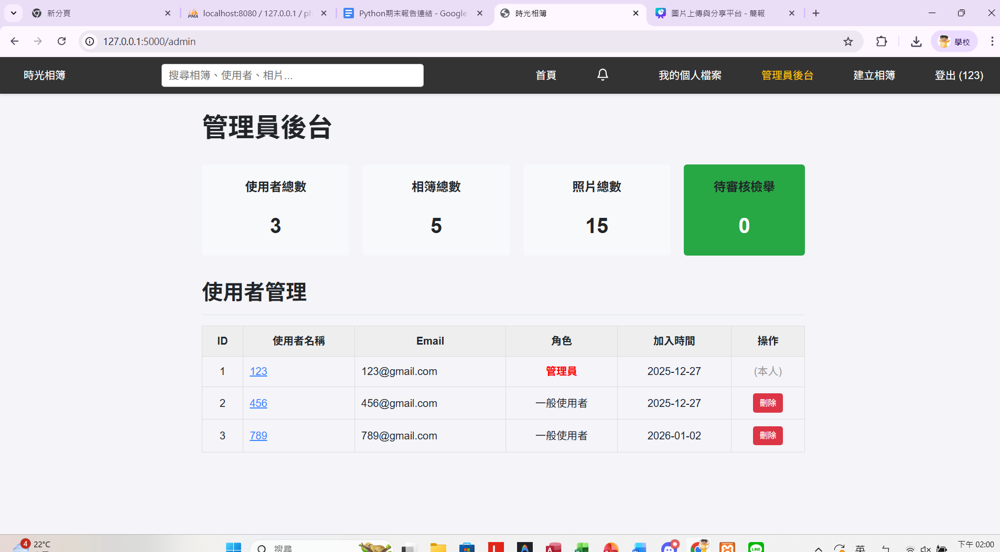 新分頁
localhost:8080 / 127.0.0.1 / ph
Python期末報告連結 - Google
時光相簿
圖片上傳與分享平台 - 簡報
127.0.0.1:5000/admin
學校
時光相簿
搜尋相簿、使用者、相片...
首頁
我的個人檔案
管理員後台
建立相簿
登出 (123)
管理員後台
使用者總數
相簿總數
照片總數
待審核檢舉
3
5
15
0
使用者管理
ID 使用者名稱 Email 角色 加入時間 操作
1 123 123@gmail.com 管理員 2025-12-27 (本人)
2 456 456@gmail.com 一般使用者 2025-12-27 刪除
3 789 789@gmail.com 一般使用者 2026-01-02 刪除
4
22°C
搜尋
英
下午 02:00